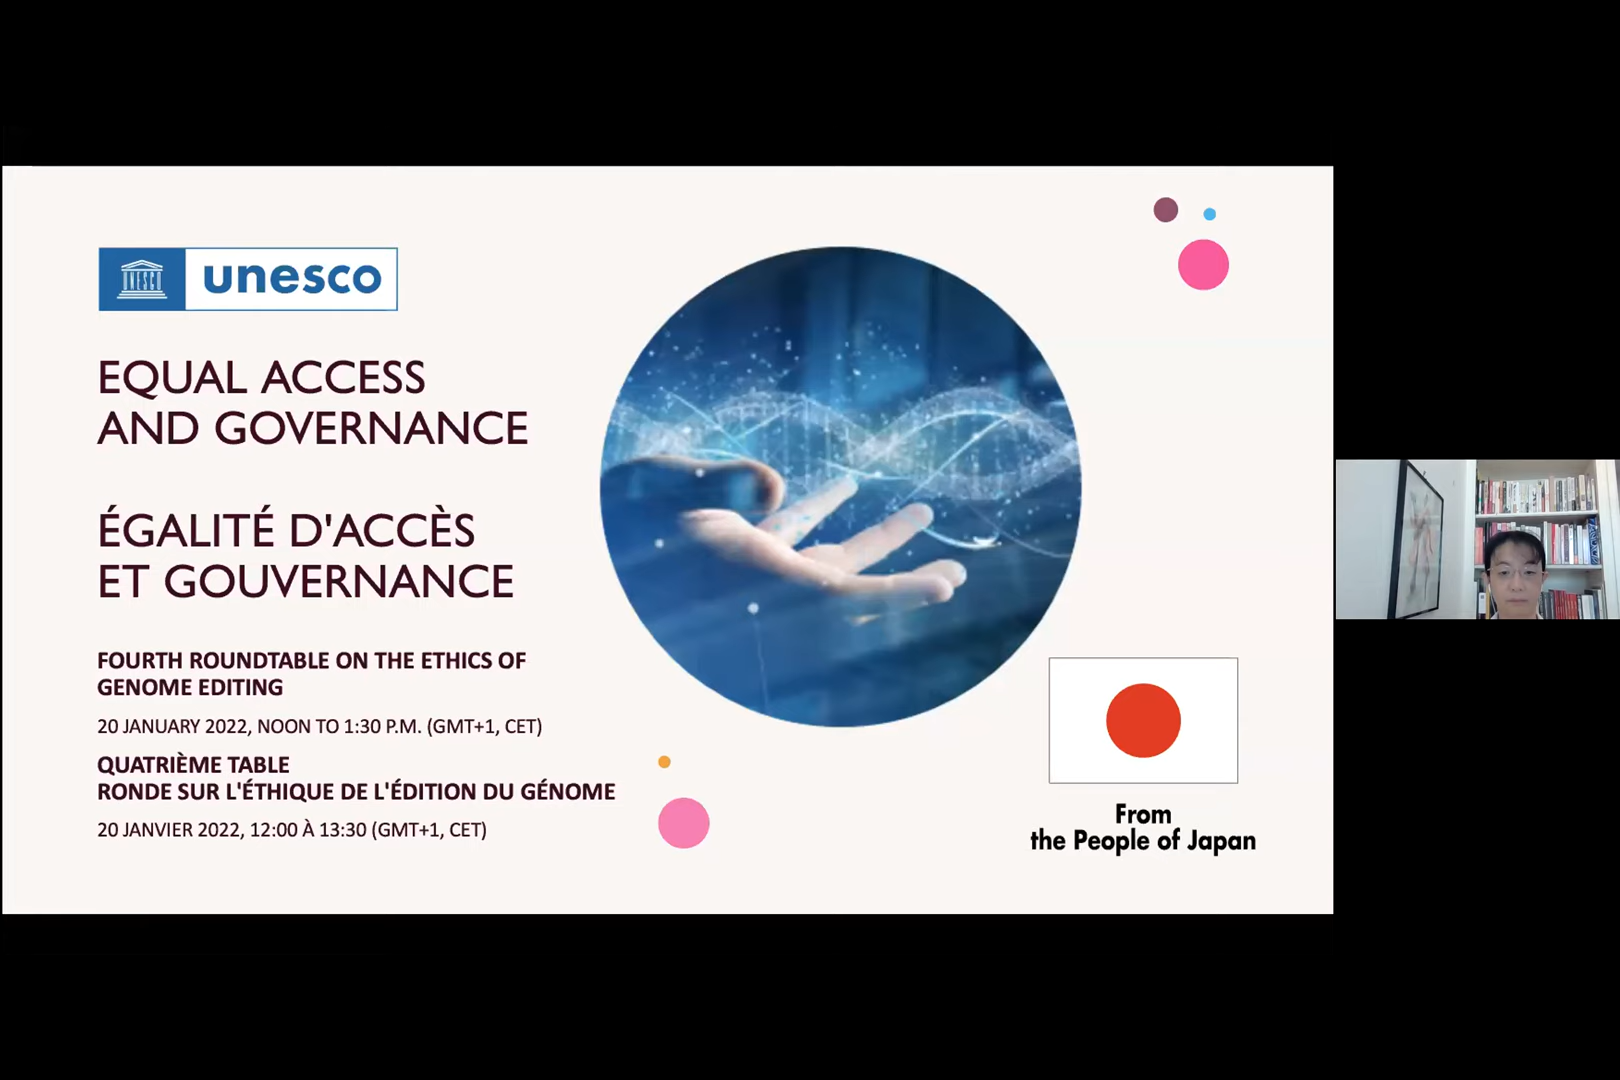 UNESCO
unesco
EQUAL ACCESS
AND GOVERNANCE
ÉGALITÉ D'ACCÈS
ET GOUVERNANCE
FOURTH ROUNDTABLE ON THE ETHICS OF
GENOME EDITING
20 JANUARY 2022, NOON TO 1:30 P.M. (GMT+1, CET)
QUATRIÈME TABLE
RONDE SUR L'ÉTHIQUE DE L'ÉDITION DU GÉNOME
20 JANVIER 2022, 12:00 À 13:30 (GMT+1, CET)
From
the People of Japan